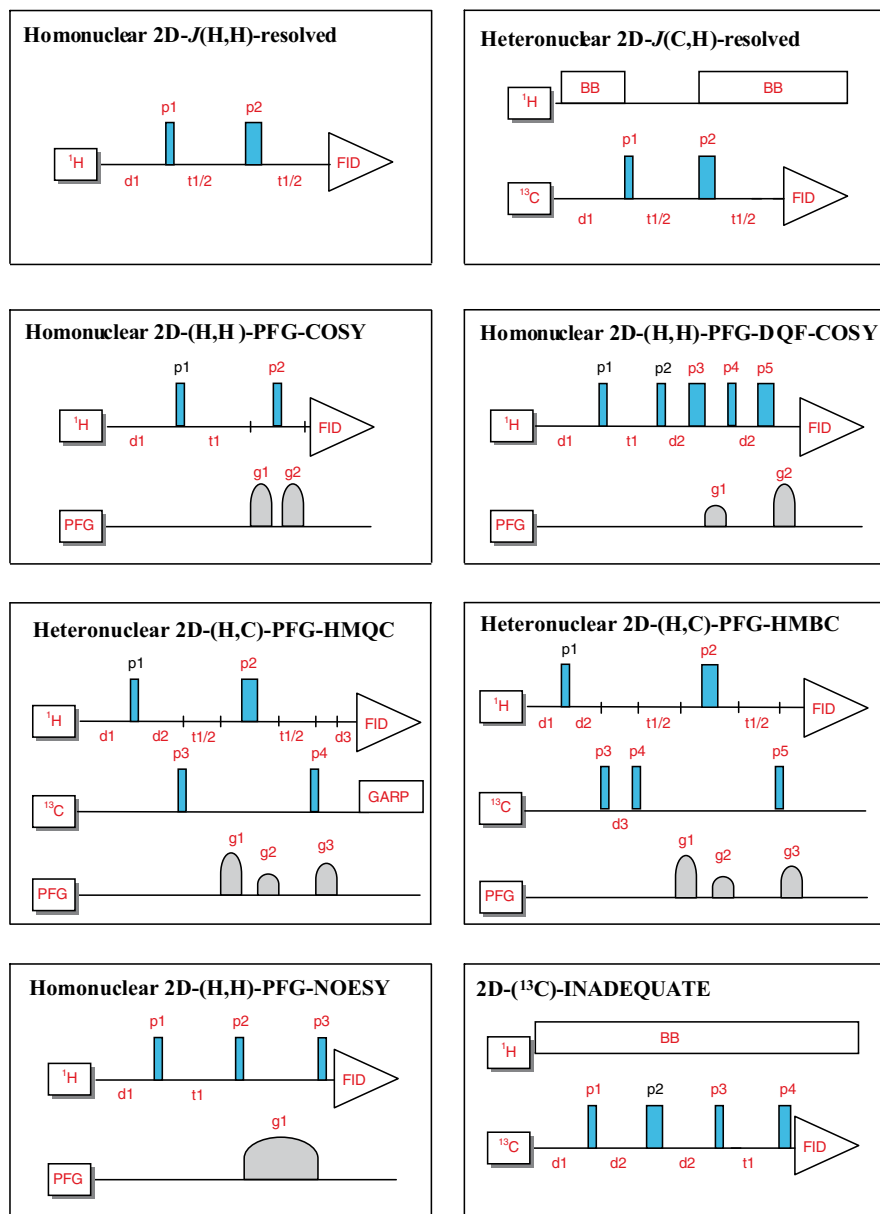 Homonuclear 2D-J(H,H)-resolved
p1 p2
¹H FID
d1 t1/2 t1/2
Heteronuclear 2D-J(C,H)-resolved
BB BB
¹H
p1 p2
¹³C FID
d1 t1/2 t1/2
Homonuclear 2D-(H,H)-PFG-COSY
p1 p2
¹H FID
d1 t1
g1 g2
PFG
Homonuclear 2D-(H,H)-PFG-DQF-COSY
p1 p2 p3 p4 p5
¹H FID
d1 t1 d2 d2
g1 g2
PFG
Heteronuclear 2D-(H,C)-PFG-HMQC
p1 p2
¹H FID
d1 d2 t1/2 t1/2 d3
p3 p4
¹³C GARP
g1 g2 g3
PFG
Heteronuclear 2D-(H,C)-PFG-HMBC
p1 p2
¹H FID
d1 d2 t1/2 t1/2
p3 p4 p5
¹³C
d3
g1 g2 g3
PFG
Homonuclear 2D-(H,H)-PFG-NOESY
p1 p2 p3
¹H FID
d1 t1
g1
PFG
2D-(¹³C)-INADEQUATE
BB
¹H
p1 p2 p3 p4
¹³C FID
d1 d2 d2 t1